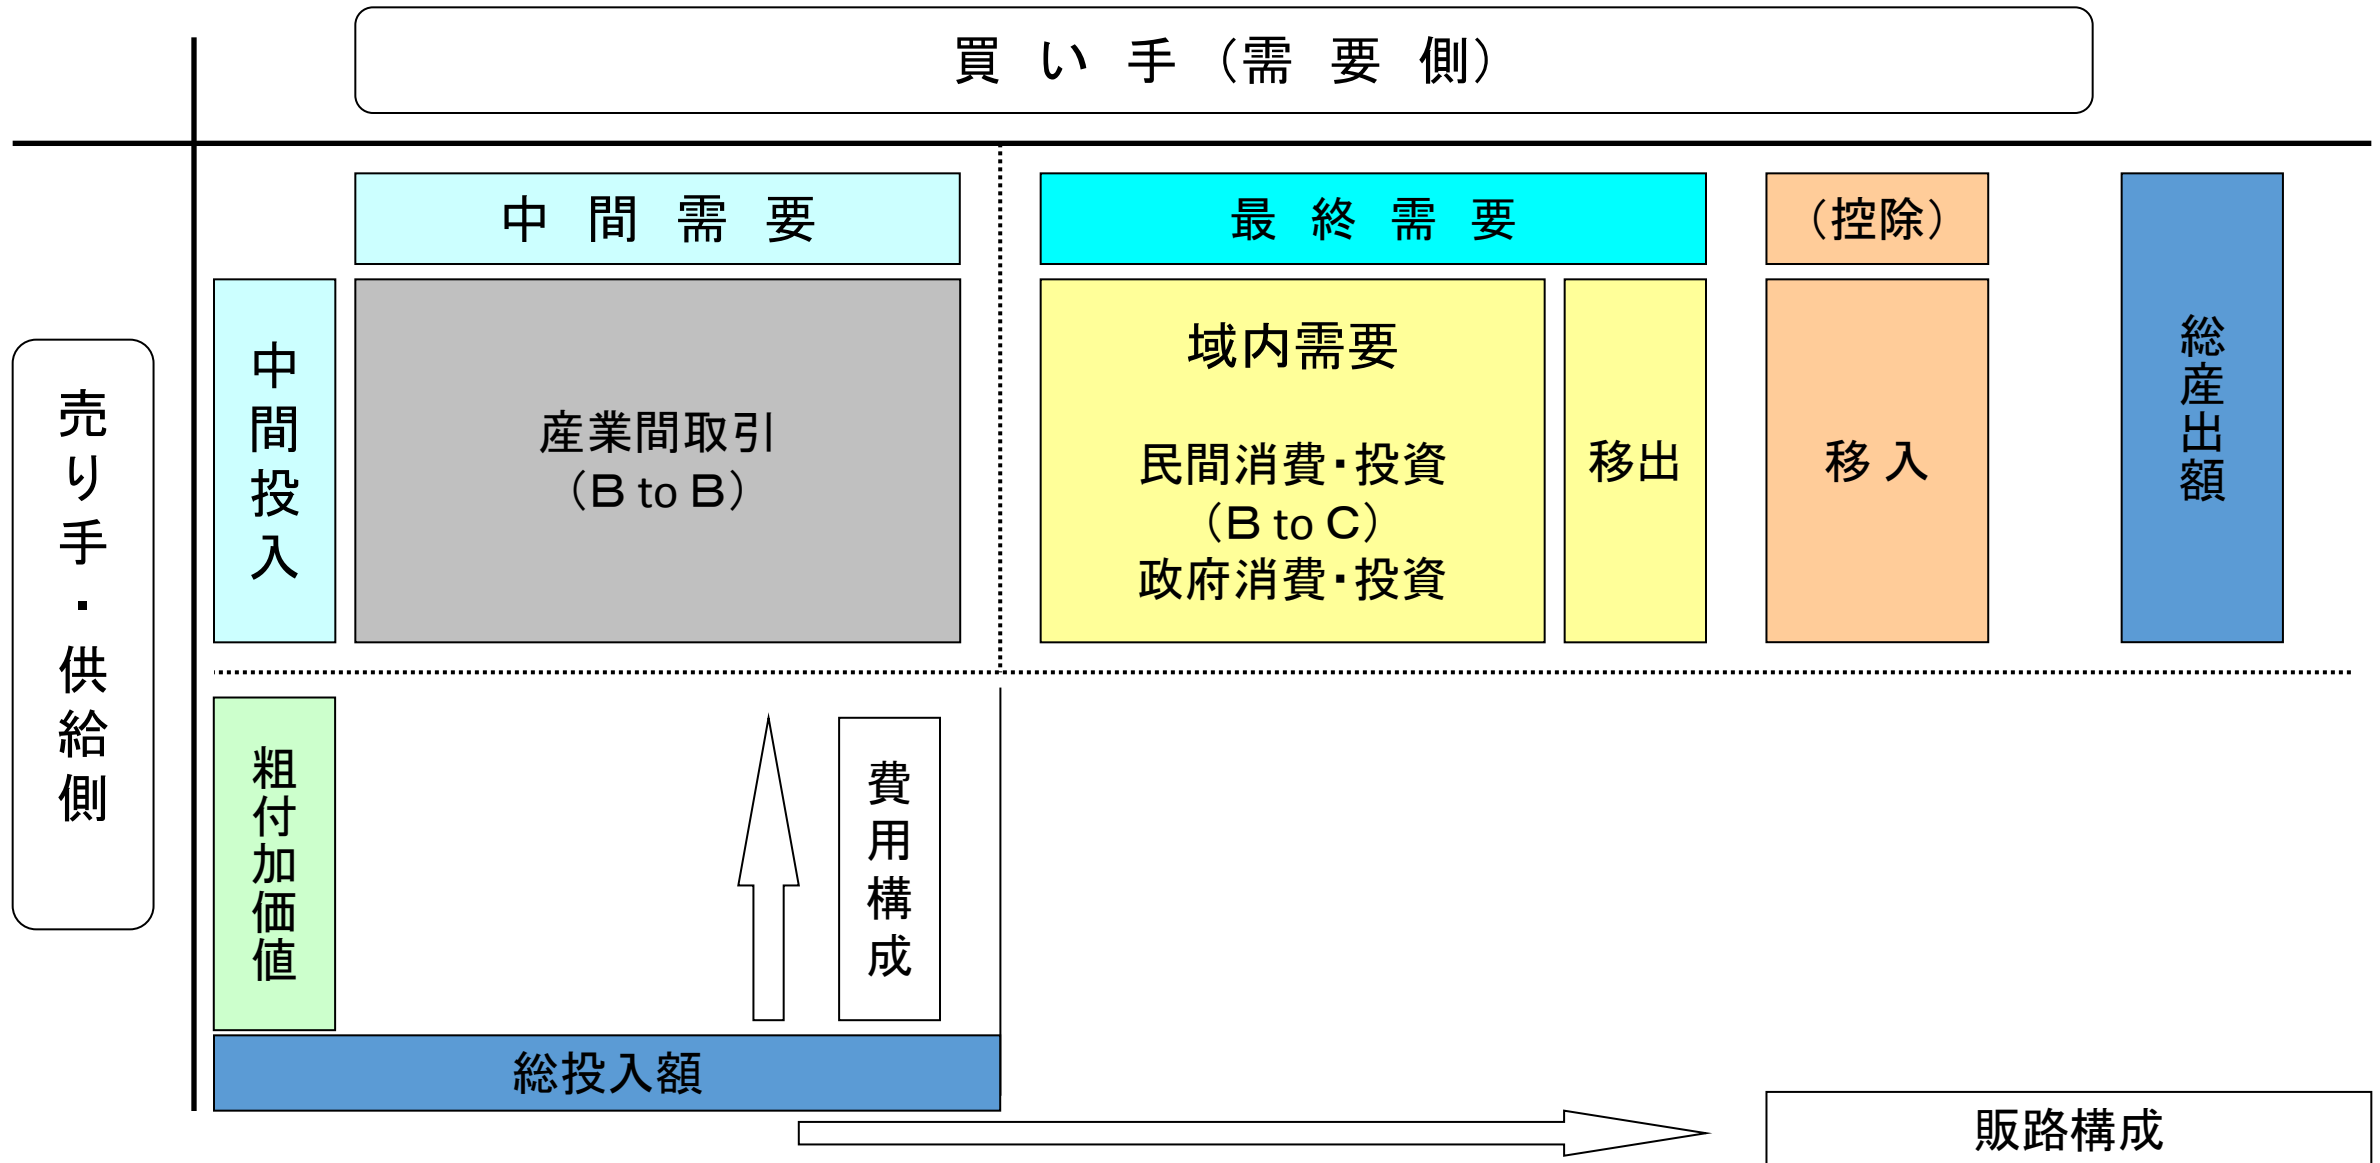 買い手（需要側）
中間需要
最終需要
（控除）
総産出額
売り手・供給側
中間投入
産業間取引
（B to B）
域内需要
民間消費・投資
（B to C）
政府消費・投資
移出
移入
粗付加価値
費用構成
総投入額
販路構成